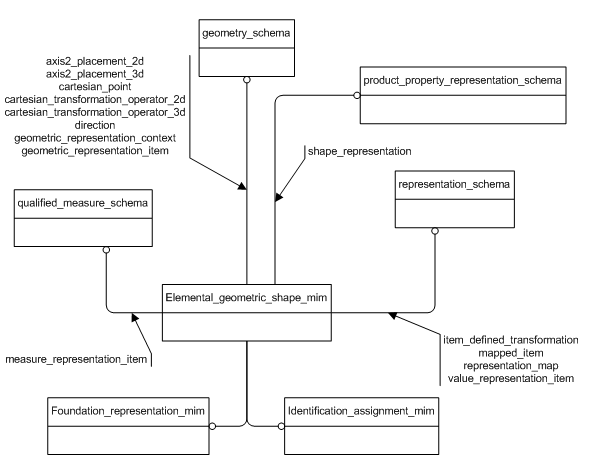 geometry_schema
axis2_placement_2d
axis2_placement_3d
cartesian_point
cartesian_transformation_operator_2d
cartesian_transformation_operator_3d
direction
geometric_representation_context
geometric_representation_item
product_property_representation_schema
shape_representation
qualified_measure_schema
representation_schema
Elemental_geometric_shape_mim
measure_representation_item
item_defined_transformation
mapped_item
representation_map
value_representation_item
Foundation_representation_mim
Identification_assignment_mim